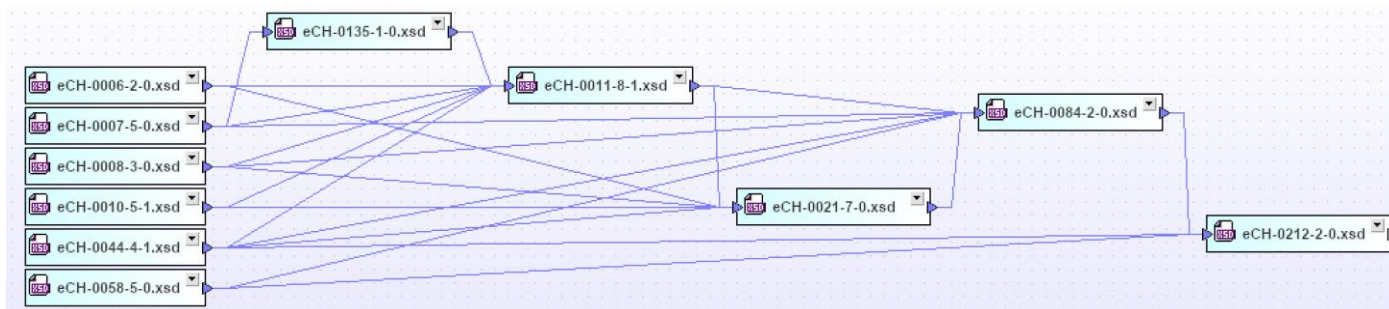 eCH-0135-1-0.xsd
eCH-0006-2-0.xsd
eCH-0011-8-1.xsd
eCH-0084-2-0.xsd
eCH-0007-5-0.xsd
eCH-0008-3-0.xsd
eCH-0010-5-1.xsd
eCH-0021-7-0.xsd
eCH-0044-4-1.xsd
eCH-0212-2-0.xsd
eCH-0058-5-0.xsd